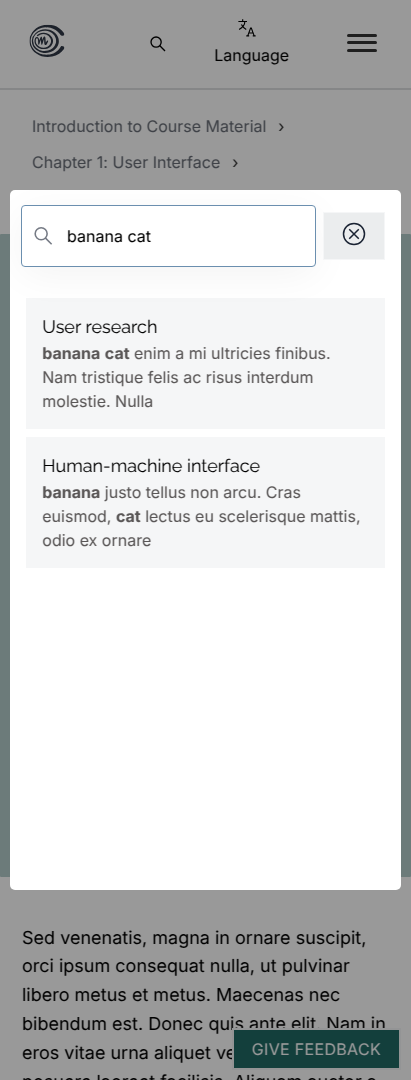 Language
Introduction to Course Material
Chapter 1: User Interface
banana cat
User research
banana cat enim a mi ultricies finibus.
Nam tristique felis ac risus interdum
molestie. Nulla
Human-machine interface
banana justo tellus non arcu. Cras
euismod, cat lectus eu scelerisque mattis,
odio ex ornare
Sed venenatis, magna in ornare suscipit,
orci ipsum consequat nulla, ut pulvinar
libero metus et metus. Maecenas nec
bibendum est. Donec quis ante elit. Nam in
eros vitae urna aliquet
GIVE FEEDBACK